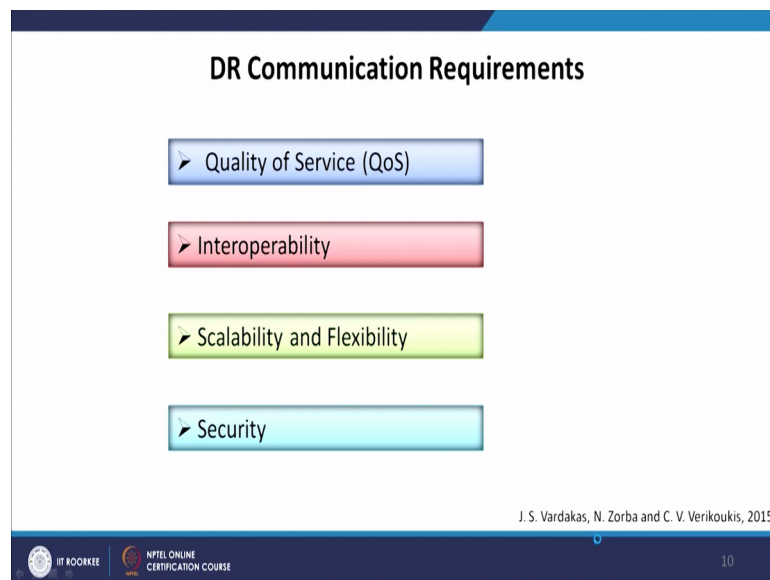 DR Communication Requirements
➢ Quality of Service (QoS)
➢ Interoperability
➢ Scalability and Flexibility
➢ Security
J. S. Vardakas, N. Zorba and C. V. Verikoukis, 2015
IIT ROORKEE
NPTEL ONLINE
CERTIFICATION COURSE
10